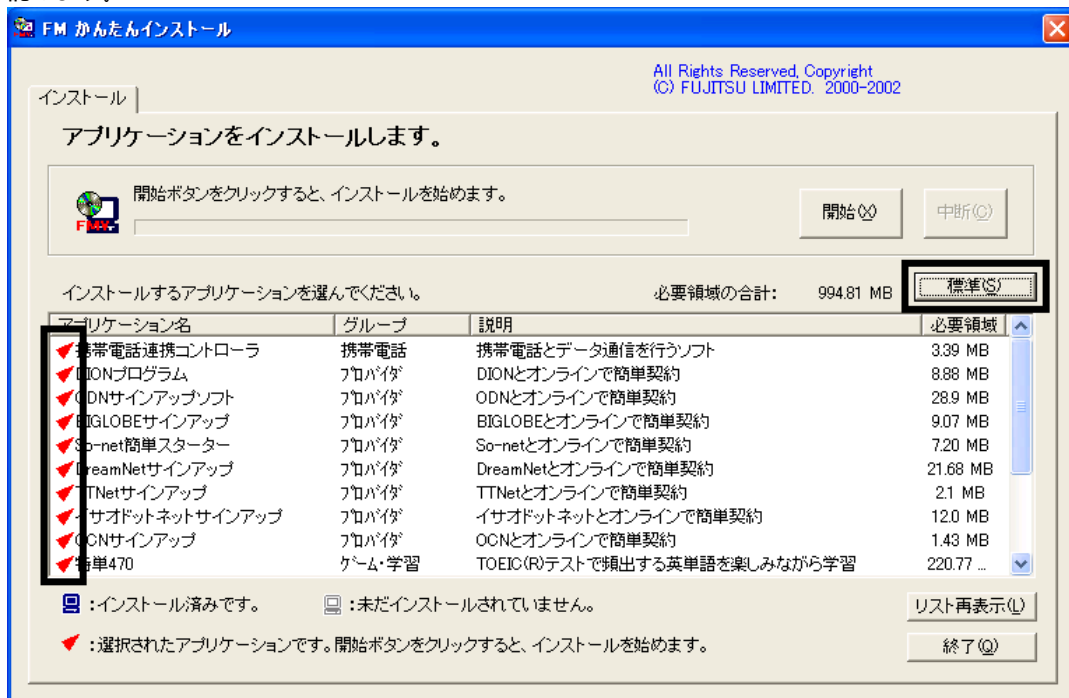 FM かんたんインストール
All Rights Reserved, Copyright
(C) FUJITSU LIMITED. 2000-2002
インストール
アプリケーションをインストールします。
開始ボタンをクリックすると、インストールを始めます。
FMV
開始(X)
中断(C)
インストールするアプリケーションを選んでください。 必要領域の合計: 994.81 MB 標準(S)
アプリケーション名 グループ 説明 必要領域
携帯電話連携コントローラ 携帯電話 携帯電話とデータ通信を行うソフト 3.39 MB
DIONプログラム プロバイダ DIONとオンラインで簡単契約 8.88 MB
ODNサインアップソフト プロバイダ ODNとオンラインで簡単契約 28.9 MB
BIGLOBEサインアップ プロバイダ BIGLOBEとオンラインで簡単契約 9.07 MB
So-net簡単スターター プロバイダ So-netとオンラインで簡単契約 7.20 MB
DreamNetサインアップ プロバイダ DreamNetとオンラインで簡単契約 21.68 MB
TTNetサインアップ プロバイダ TTNetとオンラインで簡単契約 2.1 MB
イサオドットネットサインアップ プロバイダ イサオドットネットとオンラインで簡単契約 12.0 MB
OCNサインアップ プロバイダ OCNとオンラインで簡単契約 1.43 MB
特単470 ゲーム・学習 TOEIC(R)テストで頻出する英単語を楽しみながら学習 220.77 ...
:インストール済みです。 :未だインストールされていません。 リスト再表示(L)
:選択されたアプリケーションです。開始ボタンをクリックすると、インストールを始めます。 終了(Q)